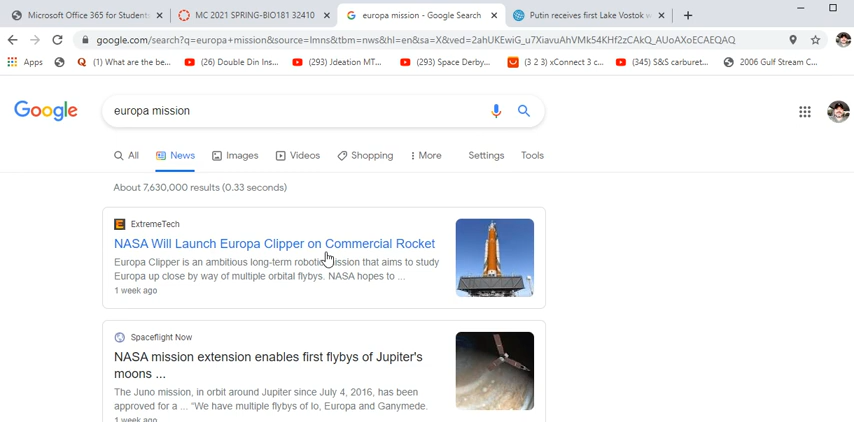 Microsoft Office 365 for Students
MC 2021 SPRING-BIO181 32410
europa mission - Google Search
Putin receives first Lake Vostok w
google.com/search?q=europa+mission&source=lmns&tbm=nws&hl=en&sa=X&ved=2ahUKEwiG_u7XiavuAhVMk54KHf2zCAkQ_AUoAXoECAEQAQ
Apps
(1) What are the be...
(26) Double Din Ins...
(293) Jdeation MT...
(293) Space Derby...
(3 2 3) xConnect 3 c...
(345) S&S carburet...
2006 Gulf Stream C...
Google
europa mission
All
News
Images
Videos
Shopping
More
Settings
Tools
About 7,630,000 results (0.33 seconds)
ExtremeTech
NASA Will Launch Europa Clipper on Commercial Rocket
Europa Clipper is an ambitious long-term robotic mission that aims to study
Europa up close by way of multiple orbital flybys. NASA hopes to ...
1 week ago
Spaceflight Now
NASA mission extension enables first flybys of Jupiter's
moons ...
The Juno mission, in orbit around Jupiter since July 4, 2016, has been
approved for a ... "We have multiple flybys of Io, Europa and Ganymede.
1 week ago